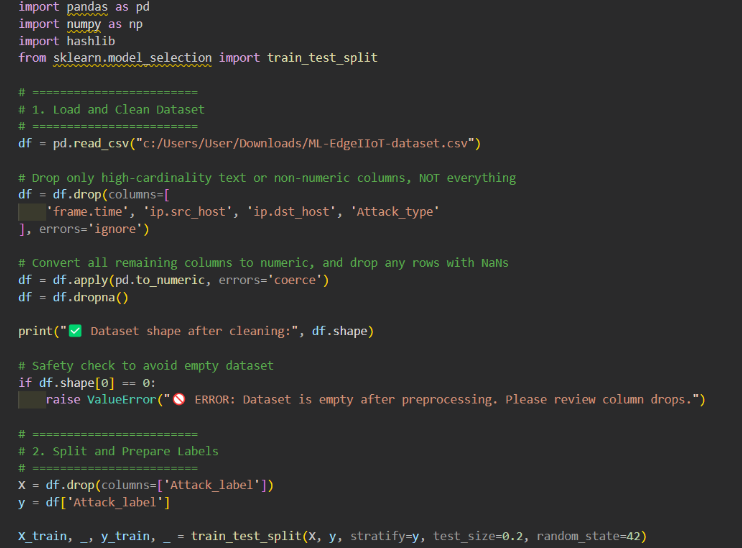 import pandas as pd
import numpy as np
import hashlib
from sklearn.model_selection import train_test_split
# ========================
# 1. Load and Clean Dataset
# ========================
df = pd.read_csv("c:/Users/User/Downloads/ML-EdgeIIoT-dataset.csv")
# Drop only high-cardinality text or non-numeric columns, NOT everything
df = df.drop(columns=[
    'frame.time', 'ip.src_host', 'ip.dst_host', 'Attack_type'
], errors='ignore')
# Convert all remaining columns to numeric, and drop any rows with NaNs
df = df.apply(pd.to_numeric, errors='coerce')
df = df.dropna()
print("✅ Dataset shape after cleaning:", df.shape)
# Safety check to avoid empty dataset
if df.shape[0] == 0:
    raise ValueError("🚫 ERROR: Dataset is empty after preprocessing. Please review column drops.")
# ========================
# 2. Split and Prepare Labels
# ========================
X = df.drop(columns=['Attack_label'])
y = df['Attack_label']
X_train, _, y_train, _ = train_test_split(X, y, stratify=y, test_size=0.2, random_state=42)